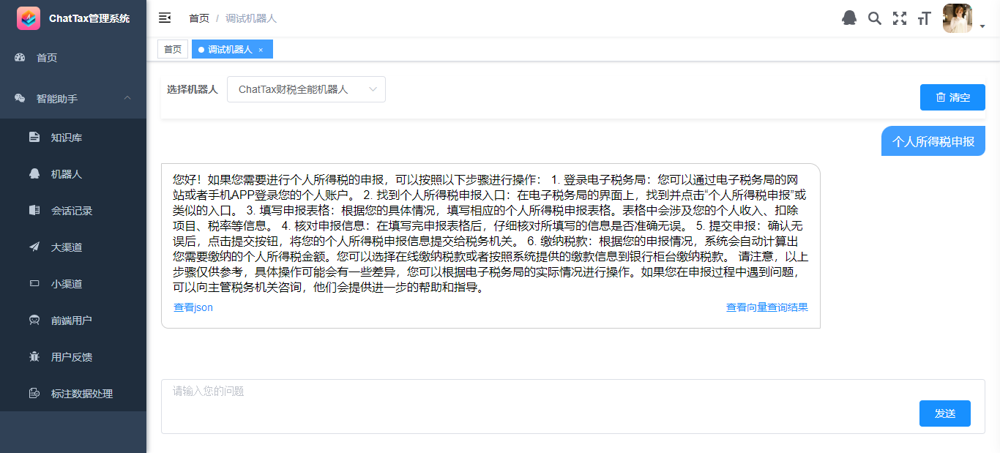 ChatTax管理系统
首页 / 调试机器人
首页
调试机器人 ×
首页
智能助手
知识库
机器人
会话记录
大渠道
小渠道
前端用户
用户反馈
标注数据处理
选择机器人 ChatTax财税全能机器人
清空
个人所得税申报
您好！如果您需要进行个人所得税的申报，可以按照以下步骤进行操作： 1. 登录电子税务局：您可以通过电子税务局的网
站或者手机APP登录您的个人账户。 2. 找到个人所得税申报入口：在电子税务局的界面上，找到并点击“个人所得税申报”或
类似的入口。 3. 填写申报表格：根据您的具体情况，填写相应的个人所得税申报表格。表格中会涉及您的个人收入、扣除
项目、税率等信息。 4. 核对申报信息：在填写完申报表格后，仔细核对所填写的信息是否准确无误。 5. 提交申报：确认无
误后，点击提交按钮，将您的个人所得税申报信息提交给税务机关。 6. 缴纳税款：根据您的申报情况，系统会自动计算出
您需要缴纳的个人所得税金额。您可以选择在线缴纳税款或者按照系统提供的缴款信息到银行柜台缴纳税款。 请注意，以上
步骤仅供参考，具体操作可能会有一些差异，您可以根据电子税务局的实际情况进行操作。如果您在申报过程中遇到问题，
可以向主管税务机关咨询，他们会提供进一步的帮助和指导。
查看json
查看向量查询结果
请输入您的问题
发送